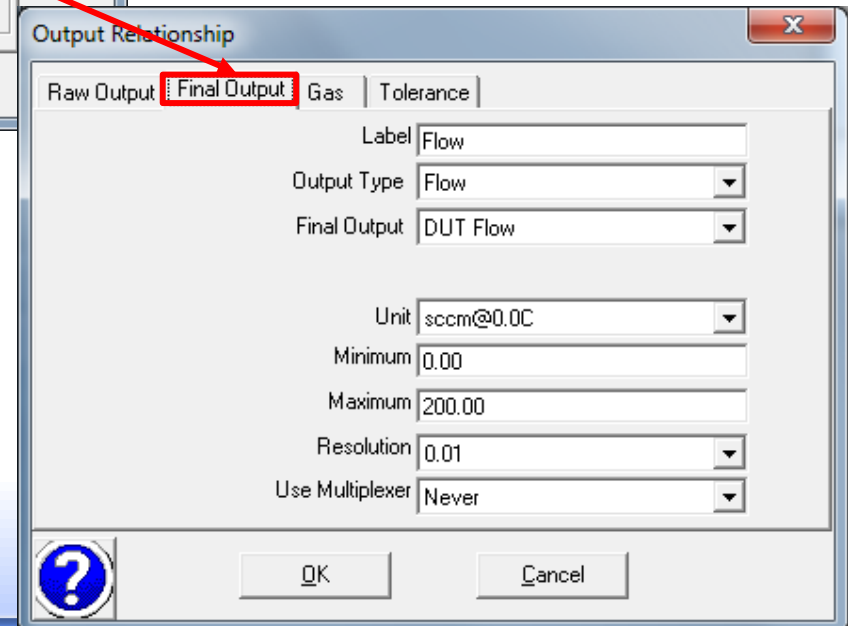 Output Relationship
X
Raw Output Final Output Gas Tolerance
Label Flow
Output Type Flow
Final Output DUT Flow
Unit sccm@0.0C
Minimum 0.00
Maximum 200.00
Resolution 0.01
Use Multiplexer Never
? OK Cancel